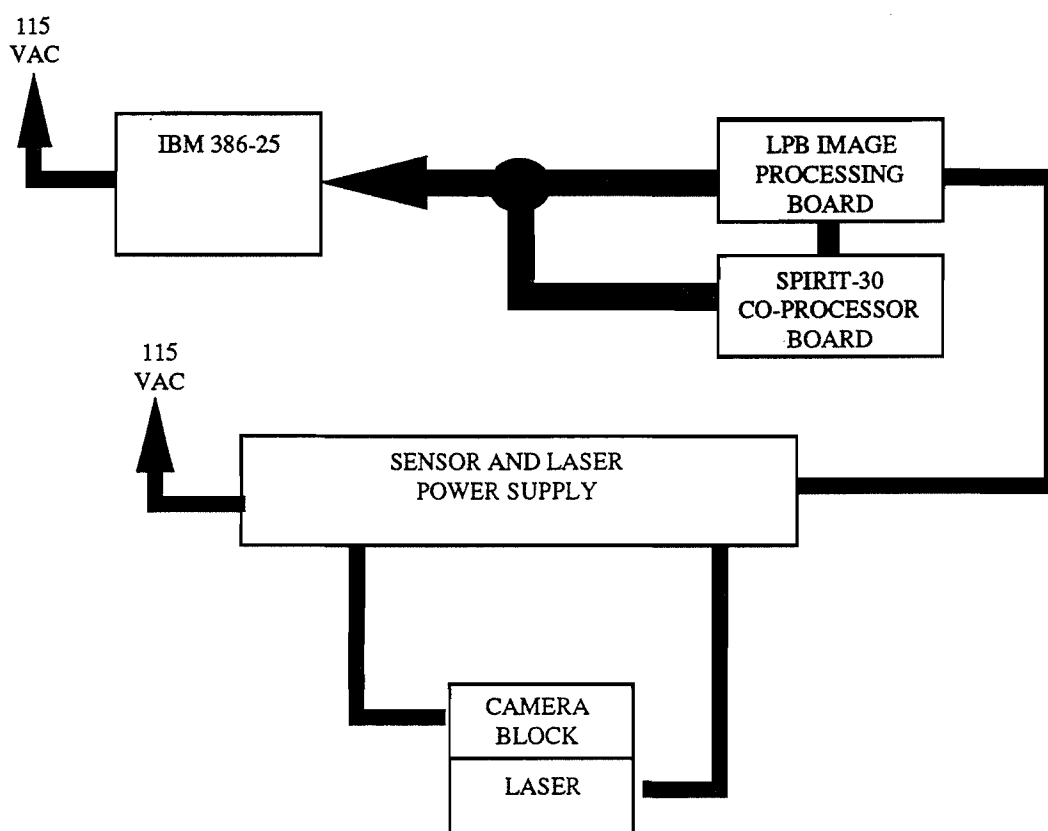 115
VAC
IBM 386-25
LPB IMAGE
PROCESSING
BOARD
SPIRIT-30
CO-PROCESSOR
BOARD
115
VAC
SENSOR AND LASER
POWER SUPPLY
CAMERA
BLOCK
LASER